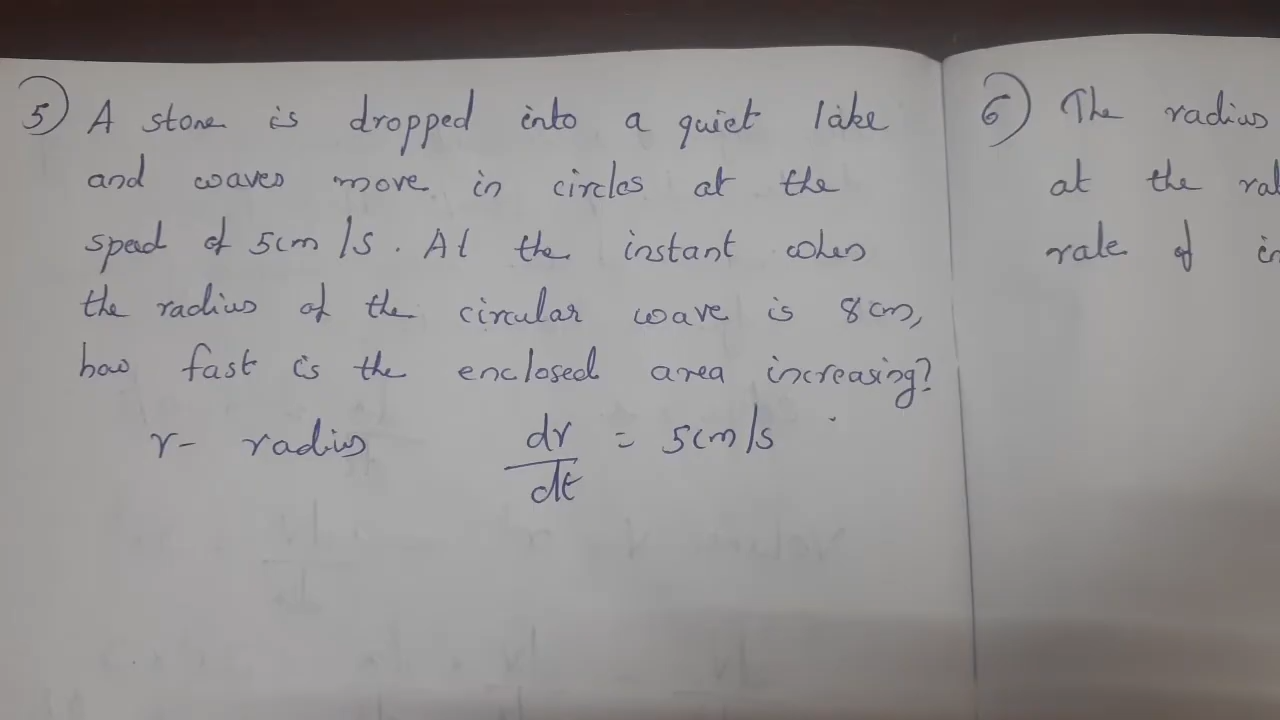 5) A stone is dropped into a quiet lake
and waves move in circles at the
speed of 5cm/s. At the instant when
the radius of the circular wave is 8cm,
how fast is the enclosed area increasing?
r- radius dr/dt = 5cm/s
6) The radius
at the
rate of